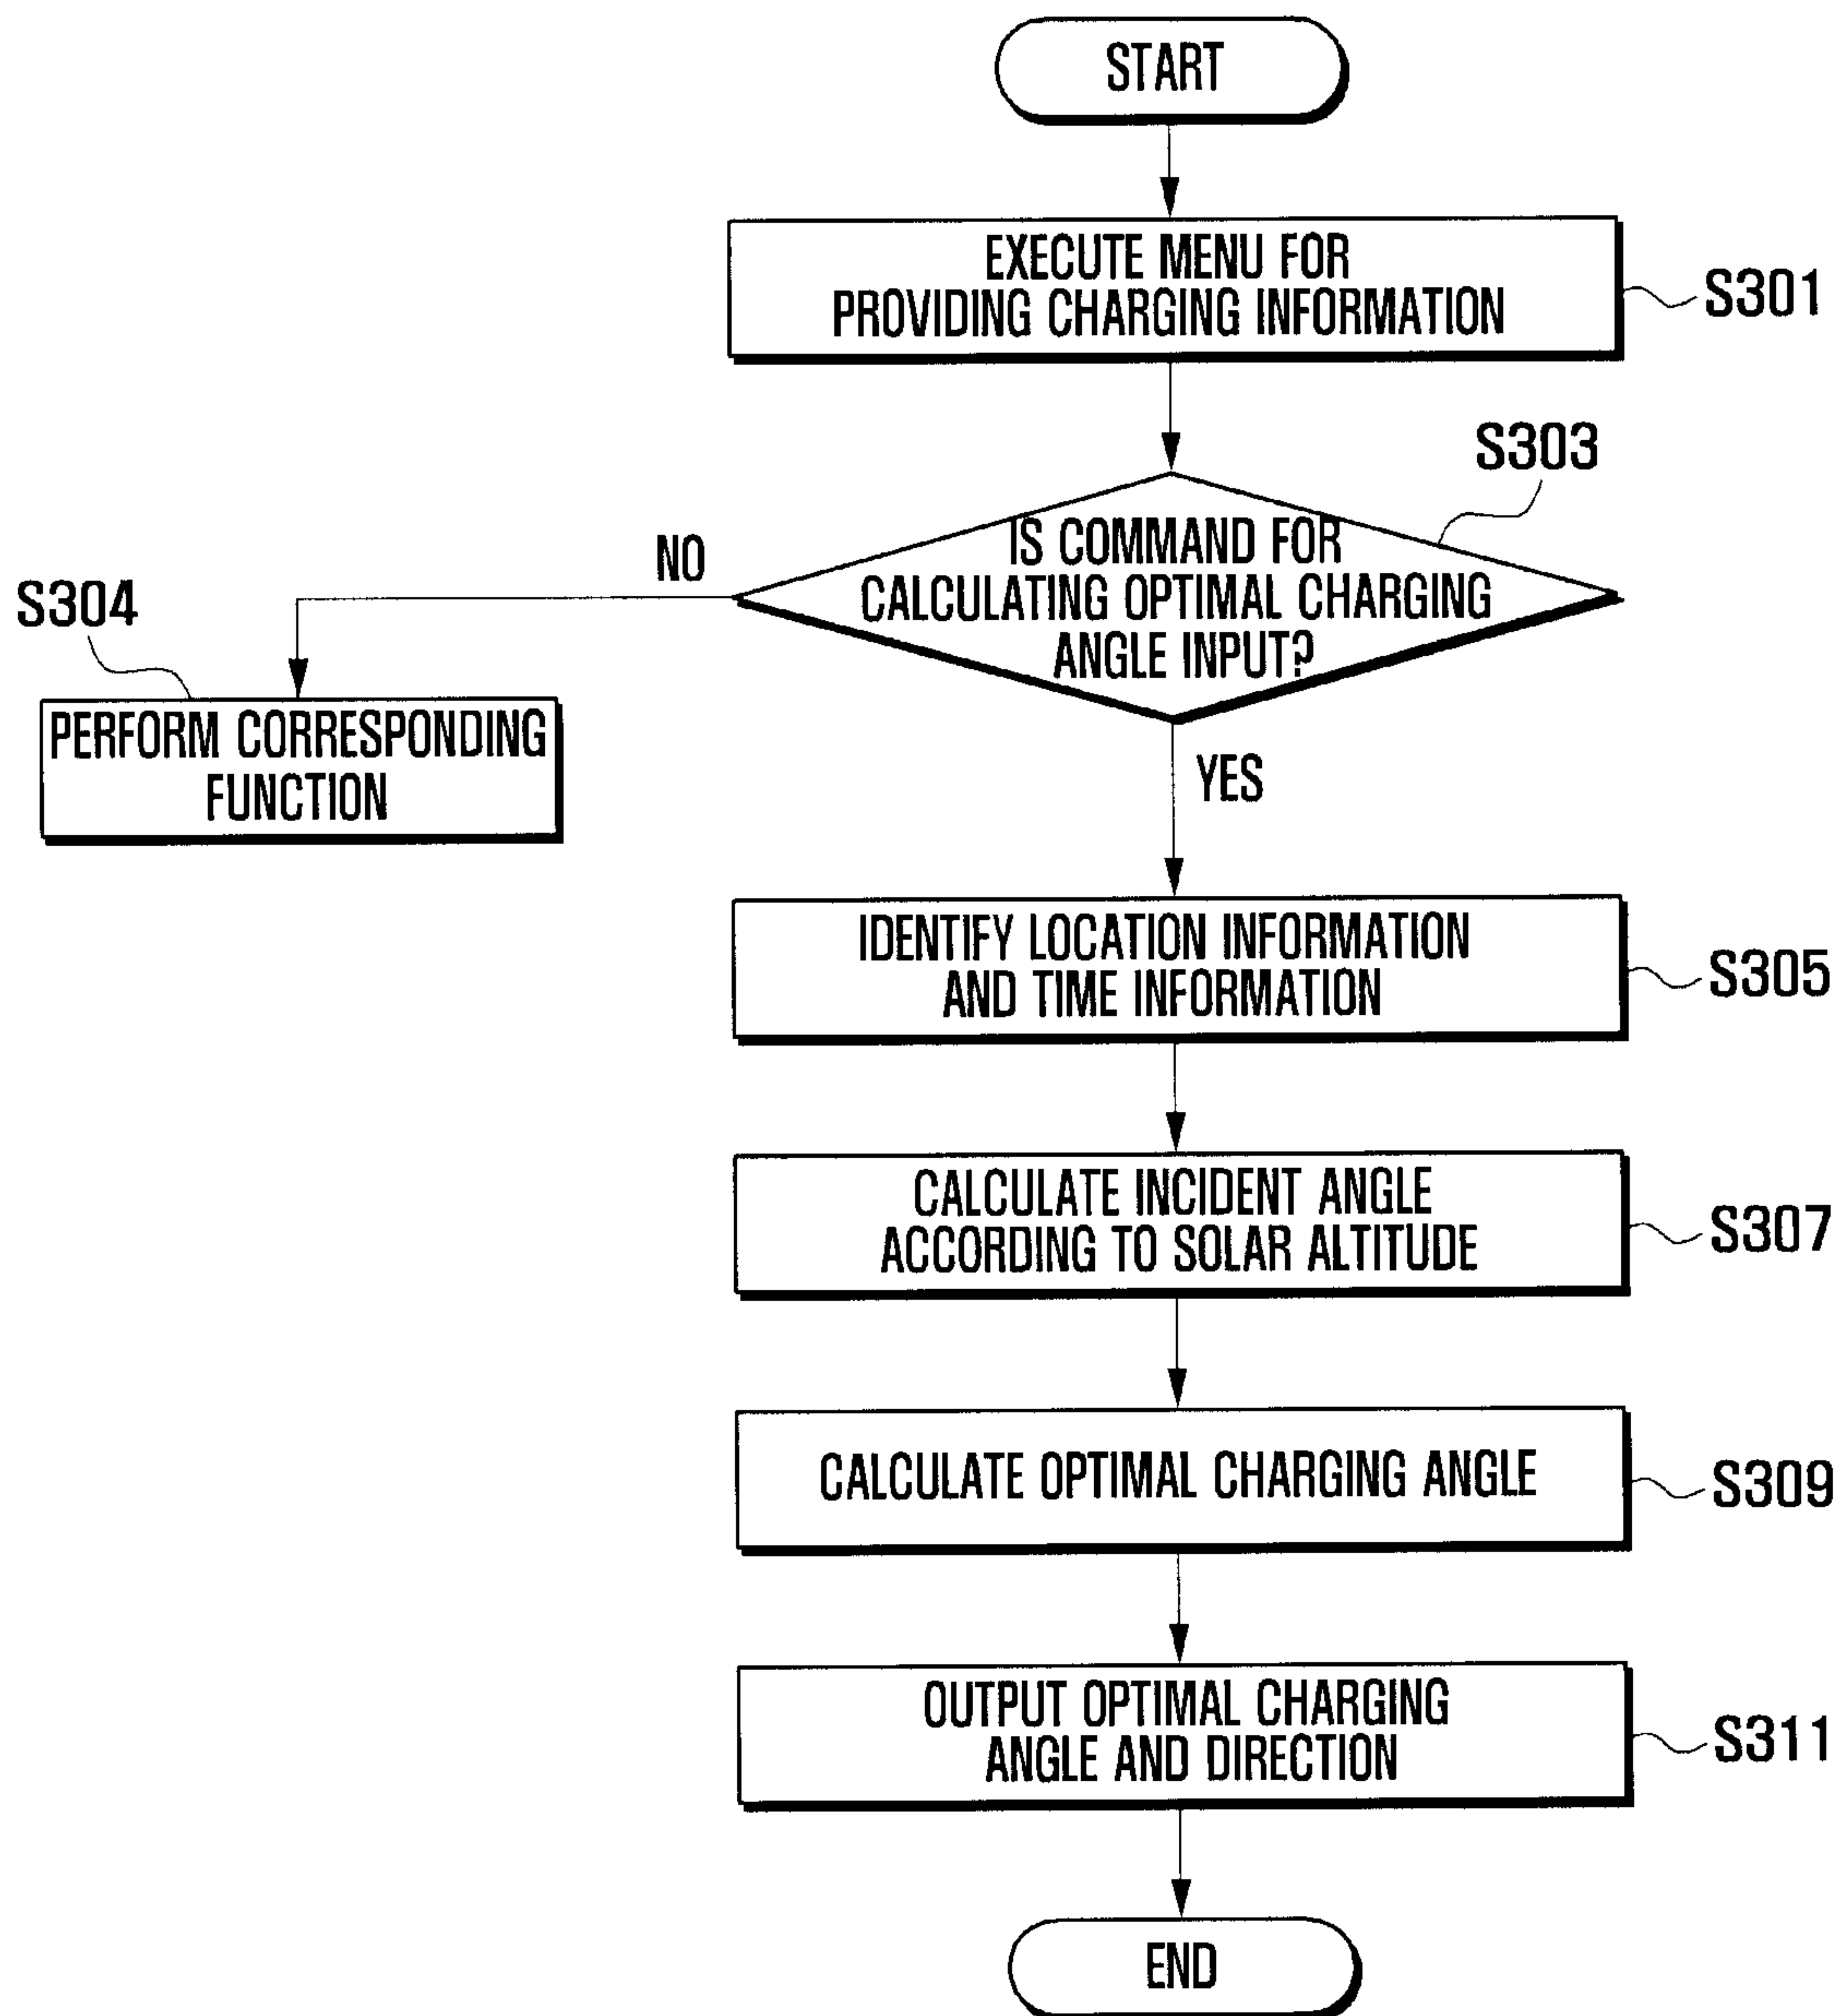 START
EXECUTE MENU FOR
PROVIDING CHARGING INFORMATION
S301
S303
IS COMMAND FOR
CALCULATING OPTIMAL CHARGING
ANGLE INPUT?
NO
S304
PERFORM CORRESPONDING
FUNCTION
YES
IDENTIFY LOCATION INFORMATION
AND TIME INFORMATION
S305
CALCULATE INCIDENT ANGLE
ACCORDING TO SOLAR ALTITUDE
S307
CALCULATE OPTIMAL CHARGING ANGLE
S309
OUTPUT OPTIMAL CHARGING
ANGLE AND DIRECTION
S311
END